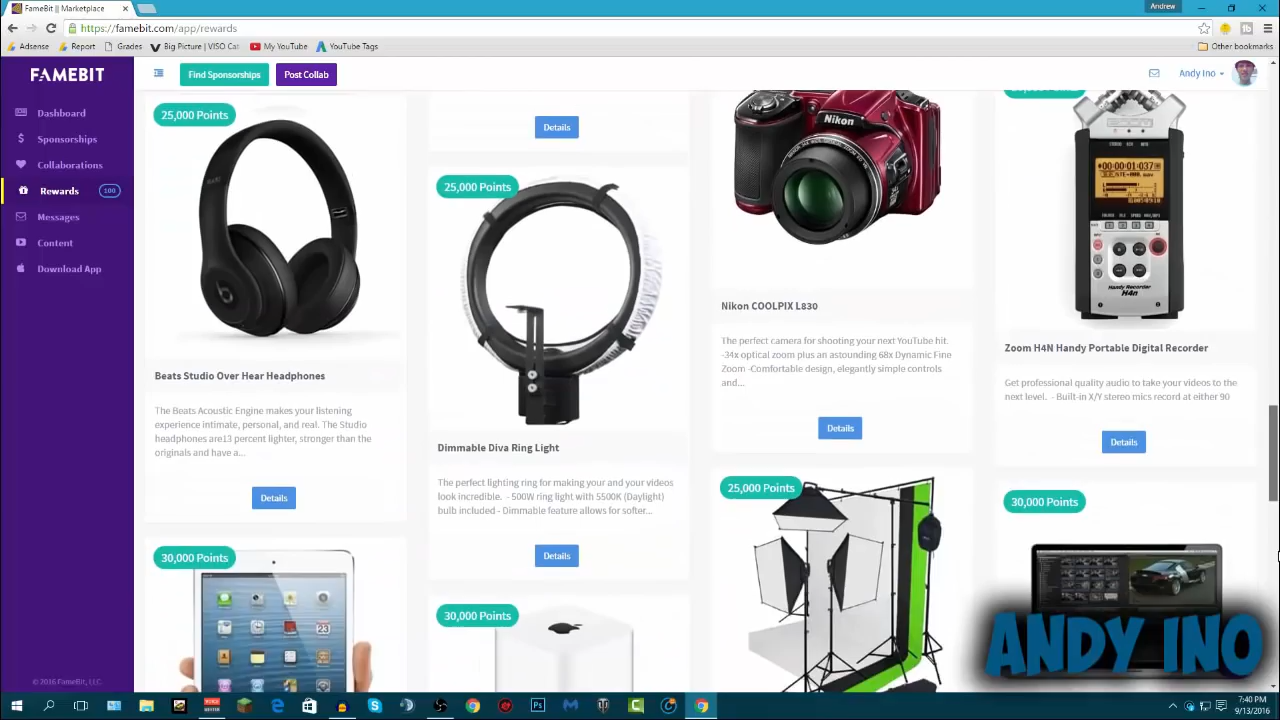 FameBit || Marketplace
Andrew
https://famebit.com/app/rewards
Adsense
Report
Grades
Big Picture | VISO Cal
My YouTube
YouTube Tags
Other bookmarks
FAMEBIT
Find Sponsorships
Post Collab
Andy Ino
Dashboard
Sponsorships
Collaborations
Rewards
100
Messages
Content
Download App
© 2016 FameBit, LLC.
25,000 Points
Beats Studio Over Hear Headphones
The Beats Acoustic Engine makes your listening
experience intimate, personal, and real. The Studio
headphones are13 percent lighter, stronger than the
originals and have a...
Details
30,000 Points
Details
25,000 Points
Dimmable Diva Ring Light
The perfect lighting ring for making your and your videos
look incredible. - 500W ring light with 5500K (Daylight)
bulb included - Dimmable feature allows for softer...
Details
30,000 Points
Nikon
Nikon COOLPIX L830
The perfect camera for shooting your next YouTube hit.
-34x optical zoom plus an astounding 68x Dynamic Fine
Zoom -Comfortable design, elegantly simple controls
and...
Details
25,000 Points
Handy Recorder
H4n
Zoom H4N Handy Portable Digital Recorder
Get professional quality audio to take your videos to the
next level. - Built-in X/Y stereo mics record at either 90
Details
30,000 Points
ANDY INO
7:40 PM
9/13/2016